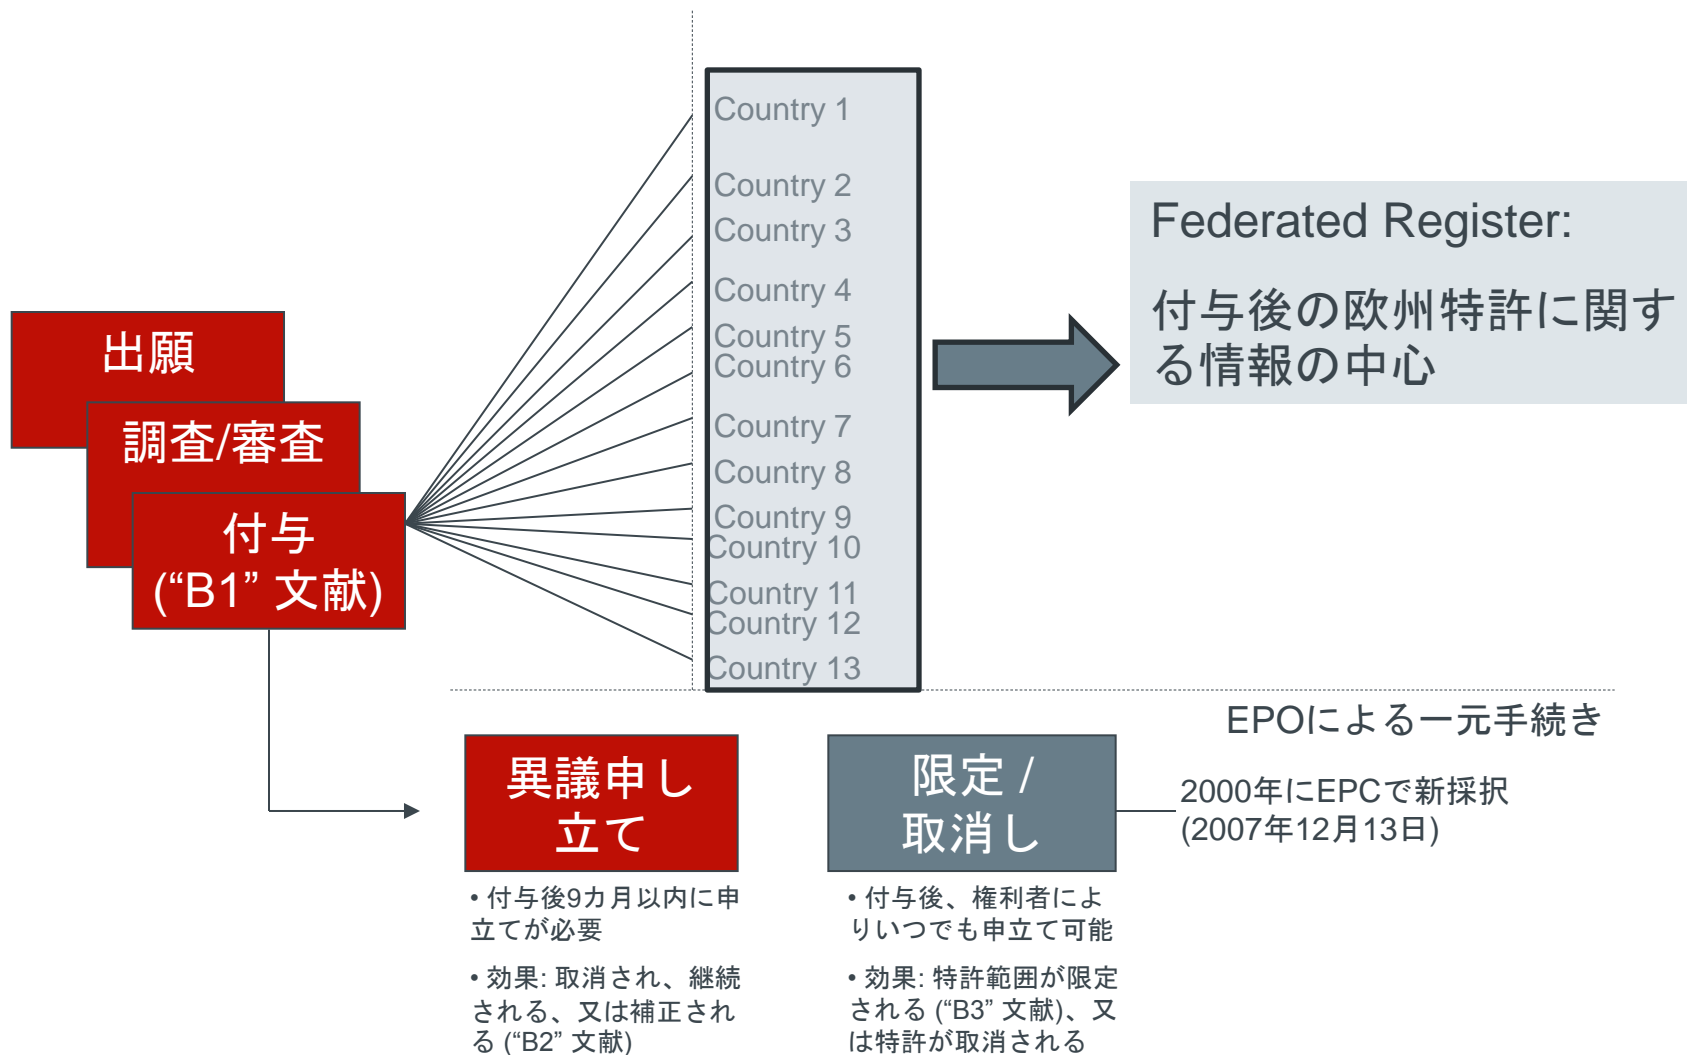 Country 1
Country 2
Country 3
Country 4
Country 5
Country 6
Country 7
Country 8
Country 9
Country 10
Country 11
Country 12
Country 13
Federated Register:
付与後の欧州特許に関す
る情報の中心
出願
調査/審査
付与
(“B1” 文献)
EPOによる一元手続き
異議申し
立て
限定 /
取消し
2000年にEPCで新採択
(2007年12月13日)
• 付与後9カ月以内に申
立てが必要
• 効果: 取消され、継続
される、又は補正され
る (“B2” 文献)
• 付与後、権利者によ
りいつでも申立て可能
• 効果: 特許範囲が限定
される (“B3” 文献)、又
は特許が取消される